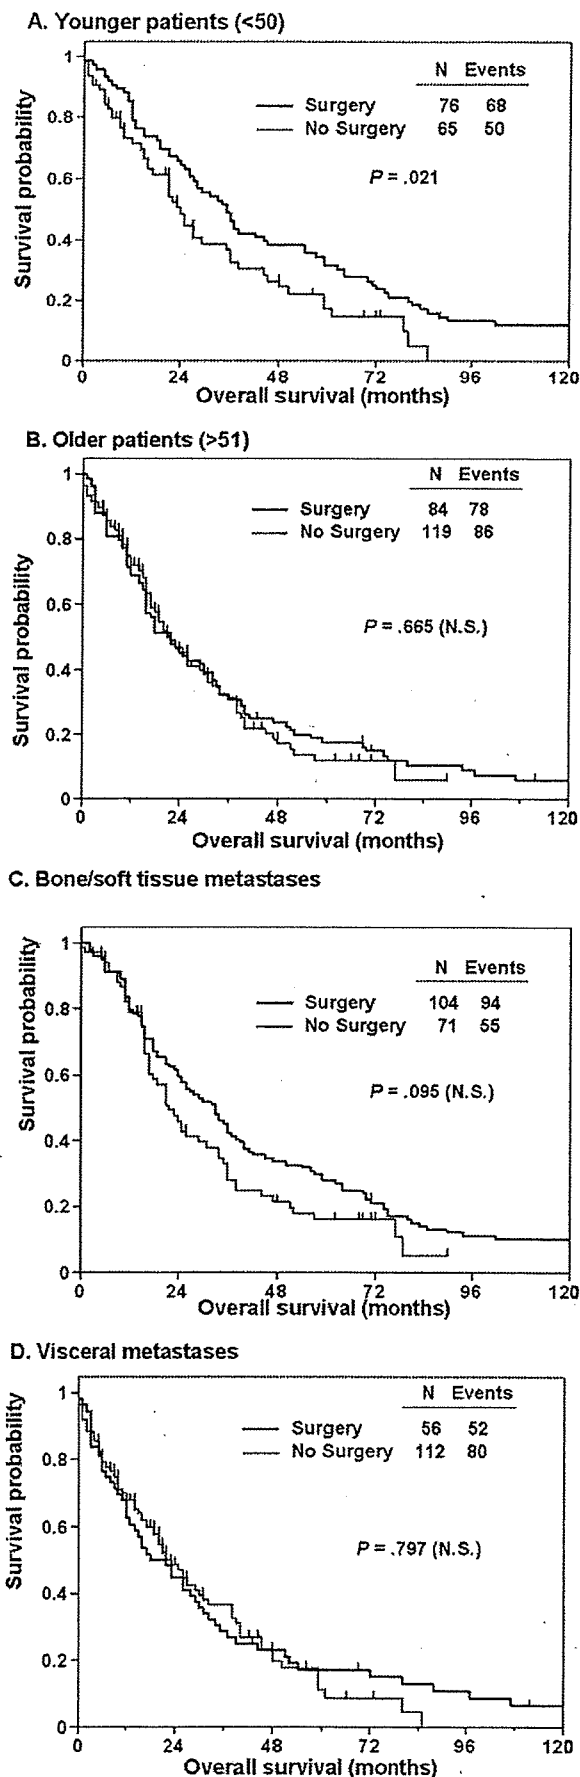 A. Younger patients (<50)
N Events
Surgery 76 68
No Surgery 65 50
P = .021
Survival probability
1
0.8
0.6
0.4
0.2
0
0 24 48 72 96 120
Overall survival (months)
B. Older patients (>51)
N Events
Surgery 84 78
No Surgery 119 86
P = .665 (N.S.)
Survival probability
1
0.8
0.6
0.4
0.2
0
0 24 48 72 96 120
Overall survival (months)
C. Bone/soft tissue metastases
N Events
Surgery 104 94
No Surgery 71 55
P = .095 (N.S.)
Survival probability
1
0.8
0.6
0.4
0.2
0
0 24 48 72 96 120
Overall survival (months)
D. Visceral metastases
N Events
Surgery 56 52
No Surgery 112 80
P = .797 (N.S.)
Survival probability
1
0.8
0.6
0.4
0.2
0
0 24 48 72 96 120
Overall survival (months)